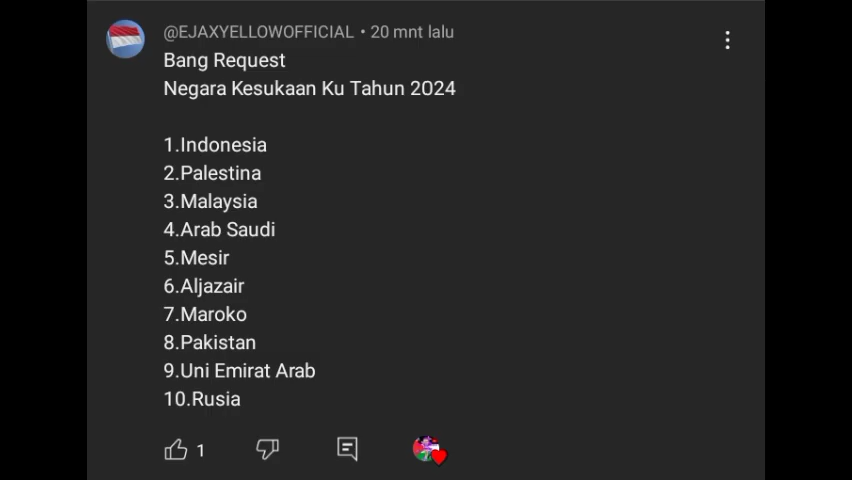 @EJAXYELLOWOFFICIAL • 20 mnt lalu
Bang Request
Negara Kesukaan Ku Tahun 2024
1.Indonesia
2.Palestina
3.Malaysia
4.Arab Saudi
5.Mesir
6.Aljazair
7.Maroko
8.Pakistan
9.Uni Emirat Arab
10.Rusia
1